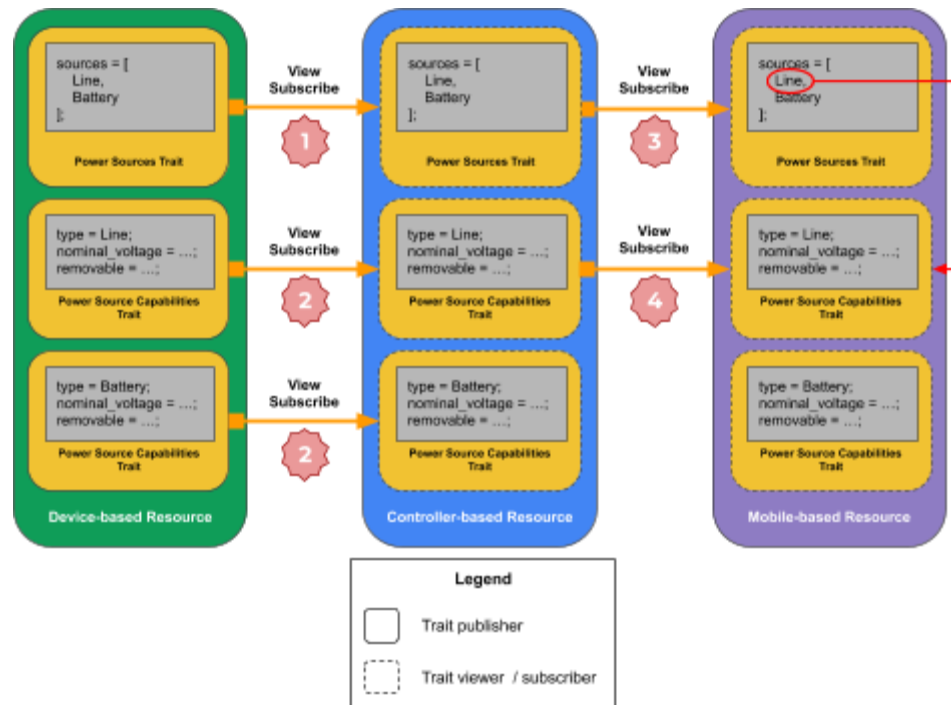 sources = [
Line,
Battery
];
Power Sources Trait
type = Line;
nominal_voltage = …;
removable = …;
Power Source Capabilities
Trait
type = Battery;
nominal_voltage = …;
removable = …;
Power Source Capabilities
Trait
Device-based Resource
View
Subscribe
1
View
Subscribe
2
View
Subscribe
2
sources = [
Line,
Battery
];
Power Sources Trait
type = Line;
nominal_voltage = …;
removable = …;
Power Source Capabilities
Trait
type = Battery;
nominal_voltage = …;
removable = …;
Power Source Capabilities
Trait
Controller-based Resource
View
Subscribe
3
View
Subscribe
4
sources = [
Line,
Battery
];
Power Sources Trait
type = Line;
nominal_voltage = …;
removable = …;
Power Source Capabilities
Trait
type = Battery;
nominal_voltage = …;
removable = …;
Power Source Capabilities
Trait
Mobile-based Resource
Legend
Trait publisher
Trait viewer / subscriber